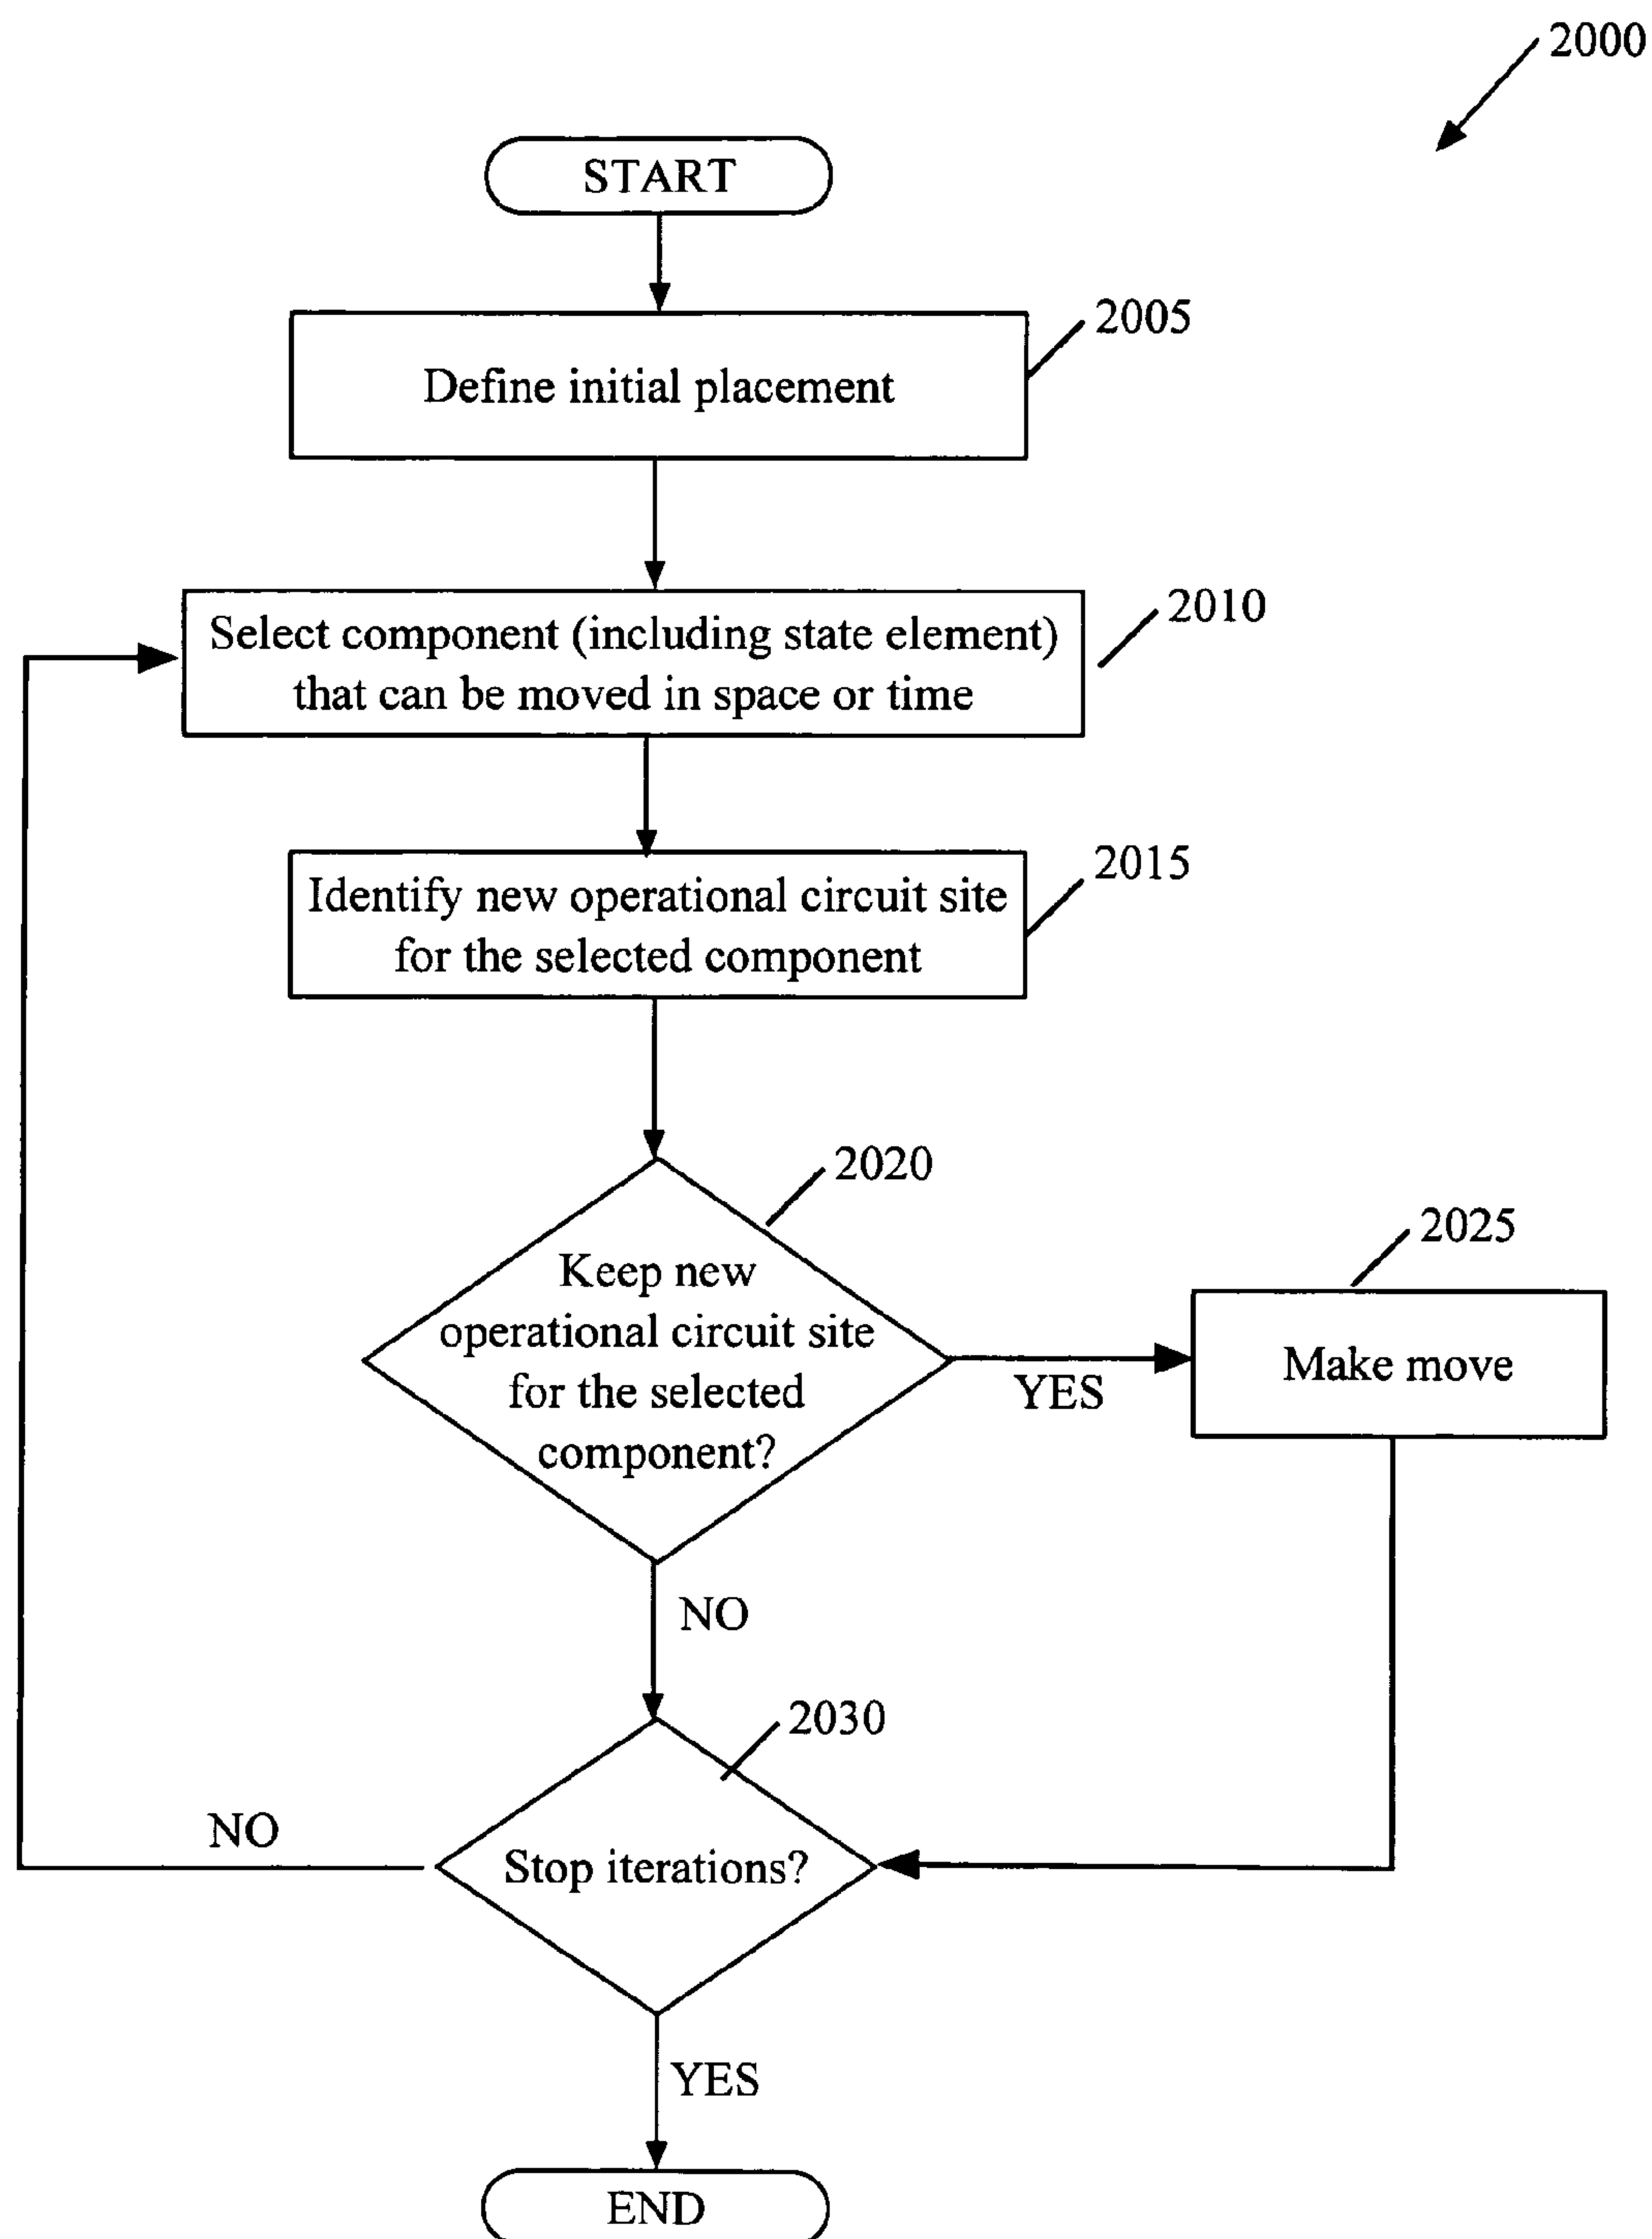 2000
START
2005
Define initial placement
2010
Select component (including state element)
that can be moved in space or time
2015
Identify new operational circuit site
for the selected component
2020
Keep new
operational circuit site
for the selected
component?
YES
2025
Make move
NO
2030
NO
Stop iterations?
YES
END